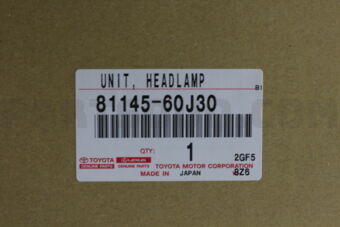 UNIT, HEADLAMP
BI
81145-60J30
QTY: 1
2GF5
TOYOTA LEXUS
GENUINE PARTS GENUINE PARTS
TOYOTA MOTOR CORPORATION
MADE IN JAPAN 8Z6